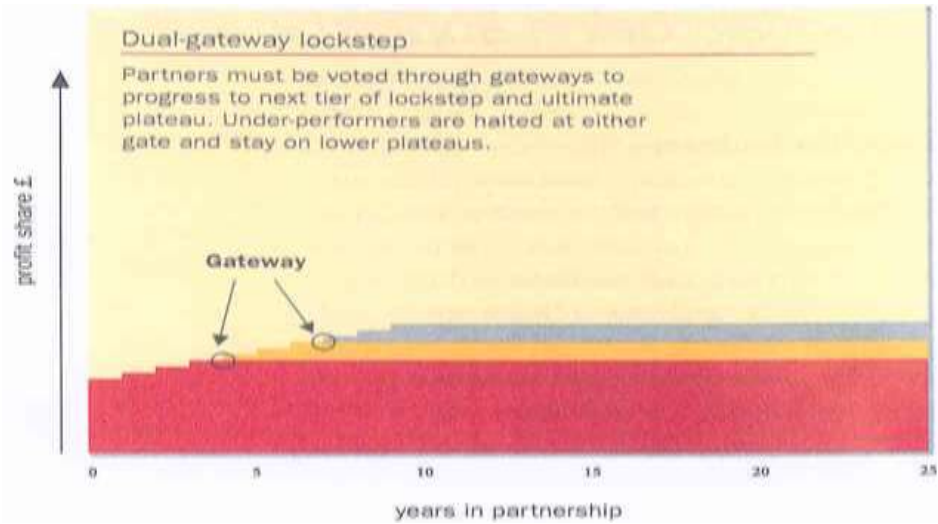 Dual-gateway lockstep
Partners must be voted through gateways to
progress to next tier of lockstep and ultimate
plateau. Under-performers are halted at either
gate and stay on lower plateaus.
profit share £
Gateway
0 5 10 15 20 25
years in partnership